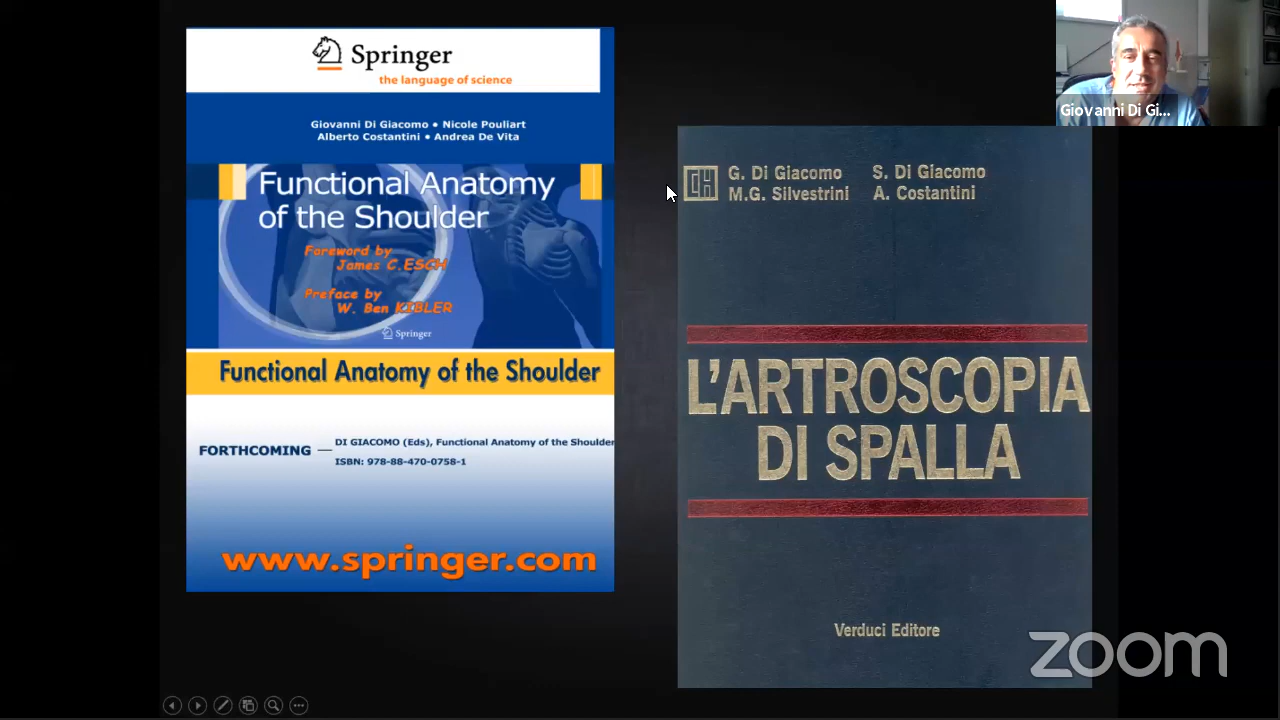 Springer
the language of science
Giovanni Di Giacomo • Nicole Pouliart
Alberto Costantini • Andrea De Vita
Functional Anatomy
of the Shoulder
Foreword by
James C.ESCH
Preface by
W. Ben KIBLER
Springer
Functional Anatomy of the Shoulder
FORTHCOMING — DI GIACOMO (Eds), Functional Anatomy of the Shoulder
ISBN: 978-88-470-0758-1
www.springer.com
Giovanni Di Gi...
G. Di Giacomo S. Di Giacomo
M.G. Silvestrini A. Costantini
L'ARTROSCOPIA
DI SPALLA
Verduci Editore
zoom